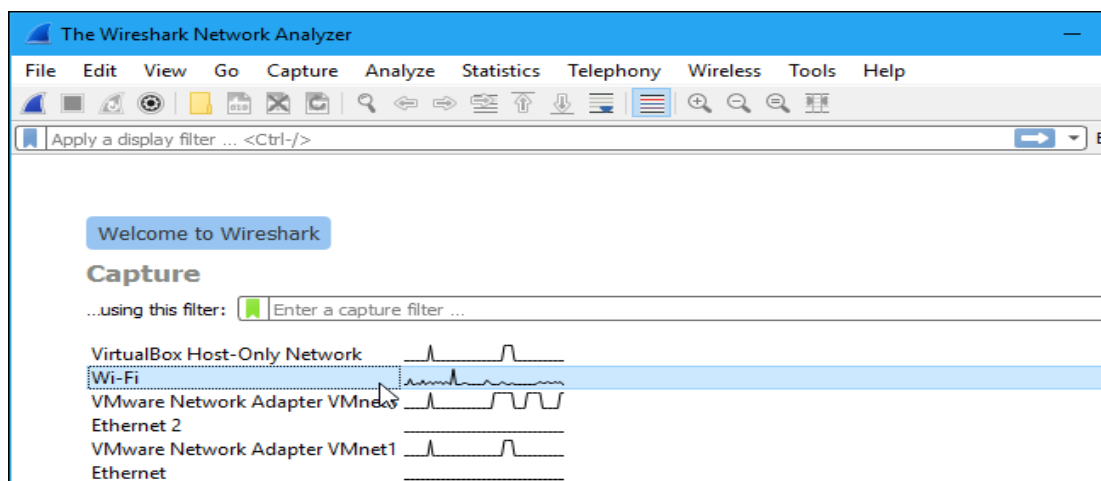 The Wireshark Network Analyzer
File Edit View Go Capture Analyze Statistics Telephony Wireless Tools Help
Apply a display filter ... <Ctrl-/>
Welcome to Wireshark
Capture
...using this filter: Enter a capture filter ...
VirtualBox Host-Only Network
Wi-Fi
VMware Network Adapter
Ethernet 2
VMware Network Adapter VMnet1
Ethernet